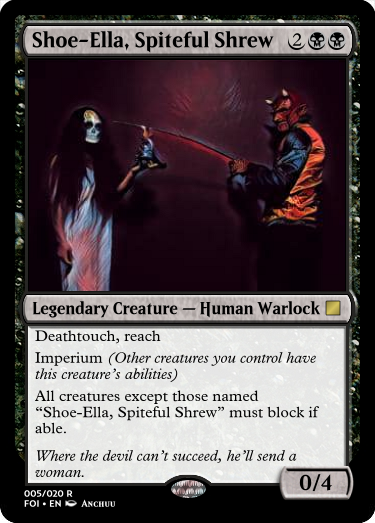 Shoe-Ella, Spiteful Shrew 2
Legendary Creature — Human Warlock
Deathtouch, reach
Imperium (Other creatures you control have
this creature's abilities)
All creatures except those named
“Shoe-Ella, Spiteful Shrew” must block if
able.
Where the devil can't succeed, he'll send a
woman.
0/4
005/020 R
FOI • EN Anchuu